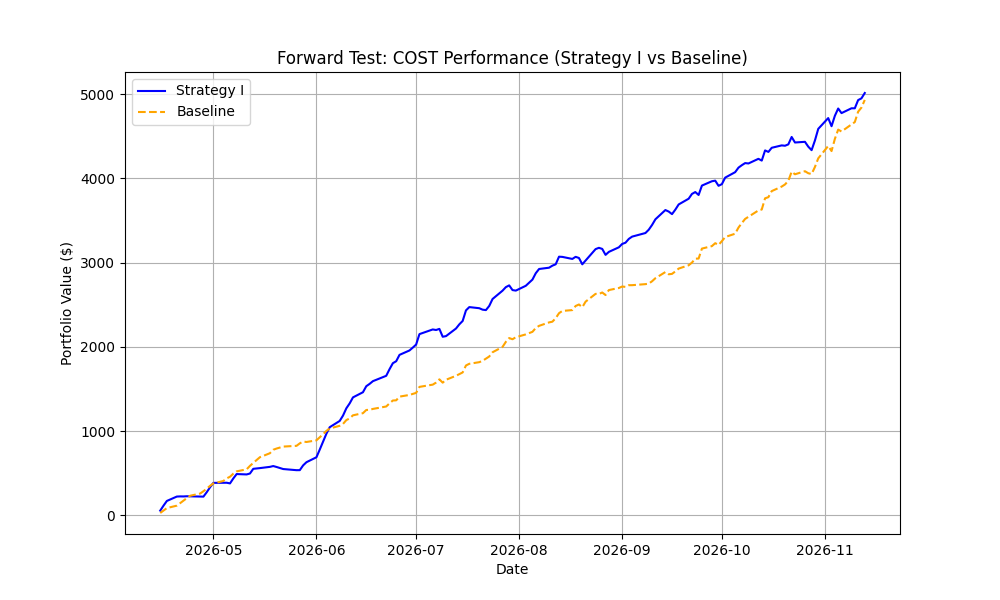 Forward Test: COST Performance (Strategy I vs Baseline)
Strategy I
Baseline
Portfolio Value ($)
5000
4000
3000
2000
1000
0
2026-05
2026-06
2026-07
2026-08
2026-09
2026-10
2026-11
Date